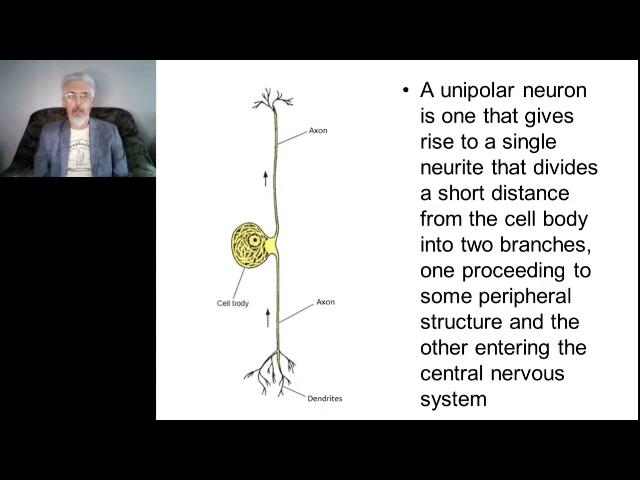 Axon
Cell body
Axon
Dendrites
• A unipolar neuron
is one that gives
rise to a single
neurite that divides
a short distance
from the cell body
into two branches,
one proceeding to
some peripheral
structure and the
other entering the
central nervous
system